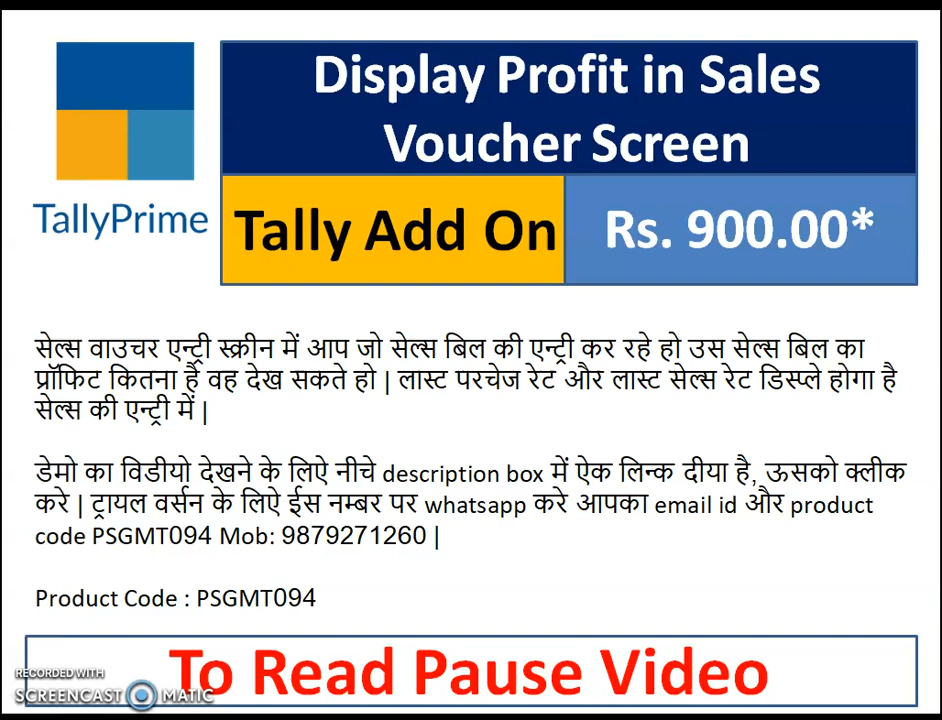 Display Profit in Sales
Voucher Screen
TallyPrime
Tally Add On
Rs. 900.00*
सेल्स वाउचर एन्ट्री स्क्रीन में आप जो सेल्स बिल की एन्ट्री कर रहे हो उस सेल्स बिल का
प्रॉफिट कितना है वह देख सकते हो | लास्ट परचेज रेट और लास्ट सेल्स रेट डिस्प्ले होगा है
सेल्स की एन्ट्री में |
डेमो का विडीयो देखने के लिऐ नीचे description box में ऐक लिन्क दीया है, ऊसको क्लीक
करे | ट्रायल वर्सन के लिऐ ईस नम्बर पर whatsapp करे आपका email id और product
code PSGMT094 Mob: 9879271260 |
Product Code : PSGMT094
To Read Pause Video
RECORDED WITH
SCREENCAST MATIC